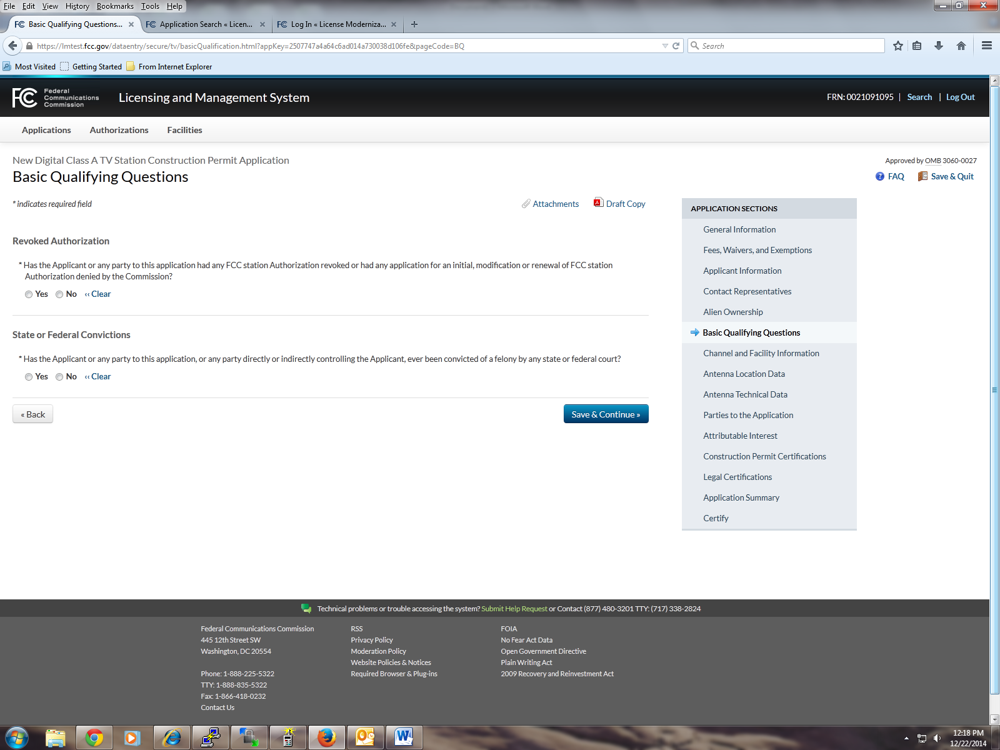 File Edit View History Bookmarks Tools Help
FC Basic Qualifying Questions... × FC Application Search « Licen... × FC Log In « License Moderniza... × +
https://lmtest.fcc.gov/dataentry/secure/tv/basicQualification.html?appKey=2507747a4a64c6ad014a730038d106fe&pageCode=BQ Search
Most Visited Getting Started From Internet Explorer
FCC Federal Communications Commission
Licensing and Management System
FRN: 0021091095 | Search | Log Out
Applications Authorizations Facilities
New Digital Class A TV Station Construction Permit Application
Basic Qualifying Questions
Approved by OMB 3060-0027
? FAQ Save & Quit
* indicates required field
Attachments Draft Copy
Revoked Authorization
* Has the Applicant or any party to this application had any FCC station Authorization revoked or had any application for an initial, modification or renewal of FCC station
Authorization denied by the Commission?
Yes No ‹‹ Clear
State or Federal Convictions
* Has the Applicant or any party to this application, or any party directly or indirectly controlling the Applicant, ever been convicted of a felony by any state or federal court?
Yes No ‹‹ Clear
« Back Save & Continue »
APPLICATION SECTIONS
General Information
Fees, Waivers, and Exemptions
Applicant Information
Contact Representatives
Alien Ownership
Basic Qualifying Questions
Channel and Facility Information
Antenna Location Data
Antenna Technical Data
Parties to the Application
Attributable Interest
Construction Permit Certifications
Legal Certifications
Application Summary
Certify
Technical problems or trouble accessing the system? Submit Help Request or Contact (877) 480-3201 TTY: (717) 338-2824
Federal Communications Commission
445 12th Street SW
Washington, DC 20554
Phone: 1-888-225-5322
TTY: 1-888-835-5322
Fax: 1-866-418-0232
Contact Us
RSS
Privacy Policy
Moderation Policy
Website Policies & Notices
Required Browser & Plug-ins
FOIA
No Fear Act Data
Open Government Directive
Plain Writing Act
2009 Recovery and Reinvestment Act
12:18 PM
12/22/2014